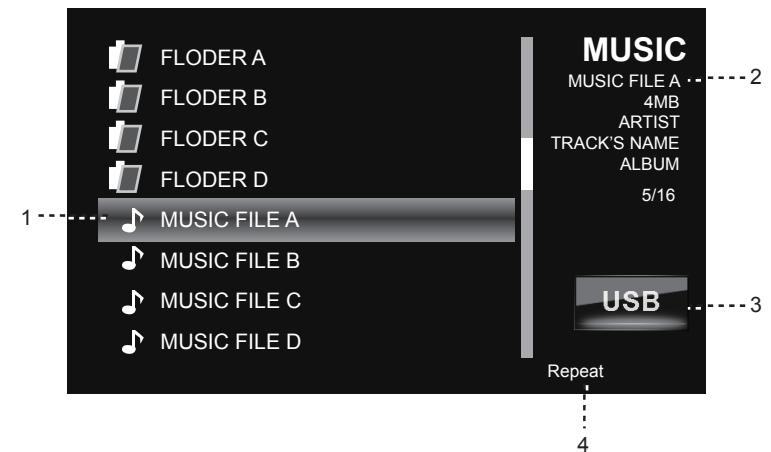 FLODER A
FLODER B
FLODER C
FLODER D
MUSIC FILE A
MUSIC FILE B
MUSIC FILE C
MUSIC FILE D
MUSIC
MUSIC FILE A
4MB
ARTIST
TRACK'S NAME
ALBUM
5/16
USB
Repeat
1
2
3
4